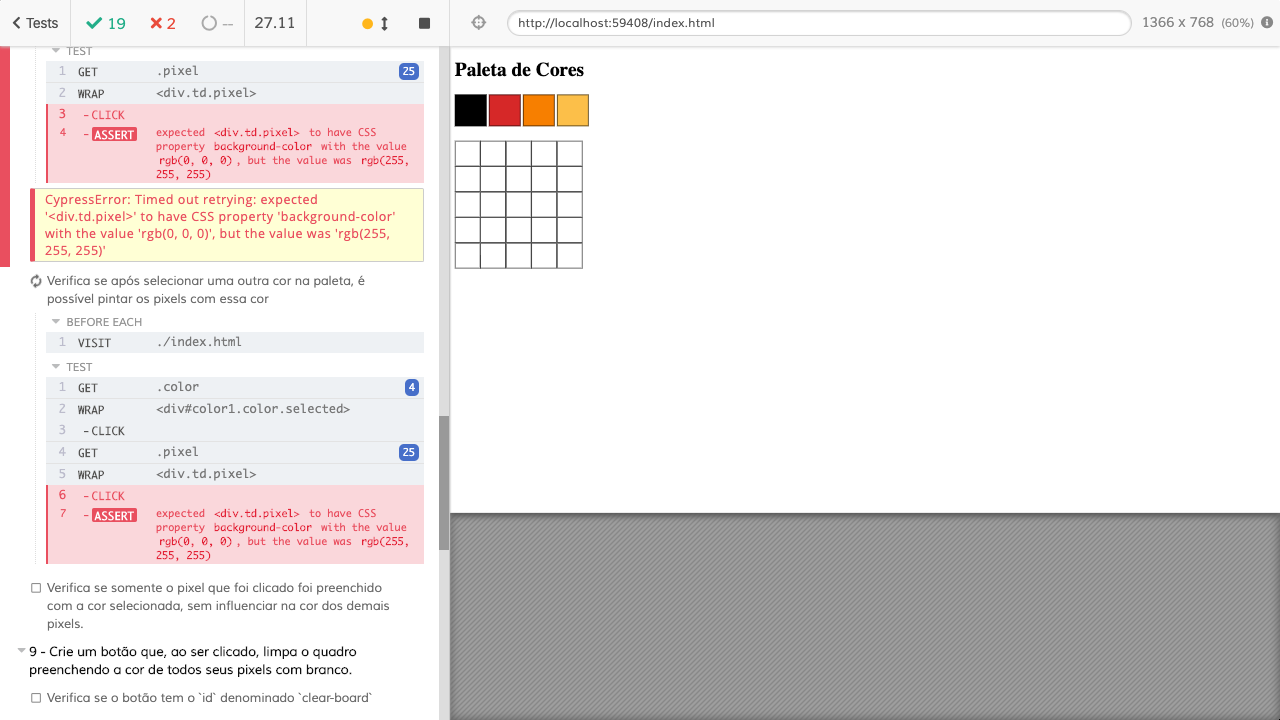 Tests 19 2 -- 27.11
http://localhost:59408/index.html 1366 x 768 (60%)
TEST
1 GET .pixel 25
2 WRAP <div.td.pixel>
3 -CLICK
4 -ASSERT expected <div.td.pixel> to have CSS
property background-color with the value
rgb(0, 0, 0), but the value was rgb(255,
255, 255)
CypressError: Timed out retrying: expected
'<div.td.pixel>' to have CSS property 'background-color'
with the value 'rgb(0, 0, 0)', but the value was 'rgb(255,
255, 255)'
Verifica se após selecionar uma outra cor na paleta, é
possível pintar os pixels com essa cor
BEFORE EACH
1 VISIT ./index.html
TEST
1 GET .color 4
2 WRAP <div#color1.color.selected>
3 -CLICK
4 GET .pixel 25
5 WRAP <div.td.pixel>
6 -CLICK
7 -ASSERT expected <div.td.pixel> to have CSS
property background-color with the value
rgb(0, 0, 0), but the value was rgb(255,
255, 255)
Verifica se somente o pixel que foi clicado foi preenchido
com a cor selecionada, sem influenciar na cor dos demais
pixels.
9 - Crie um botão que, ao ser clicado, limpa o quadro
preenchendo a cor de todos seus pixels com branco.
Verifica se o botão tem o `id` denominado `clear-board`
Paleta de Cores